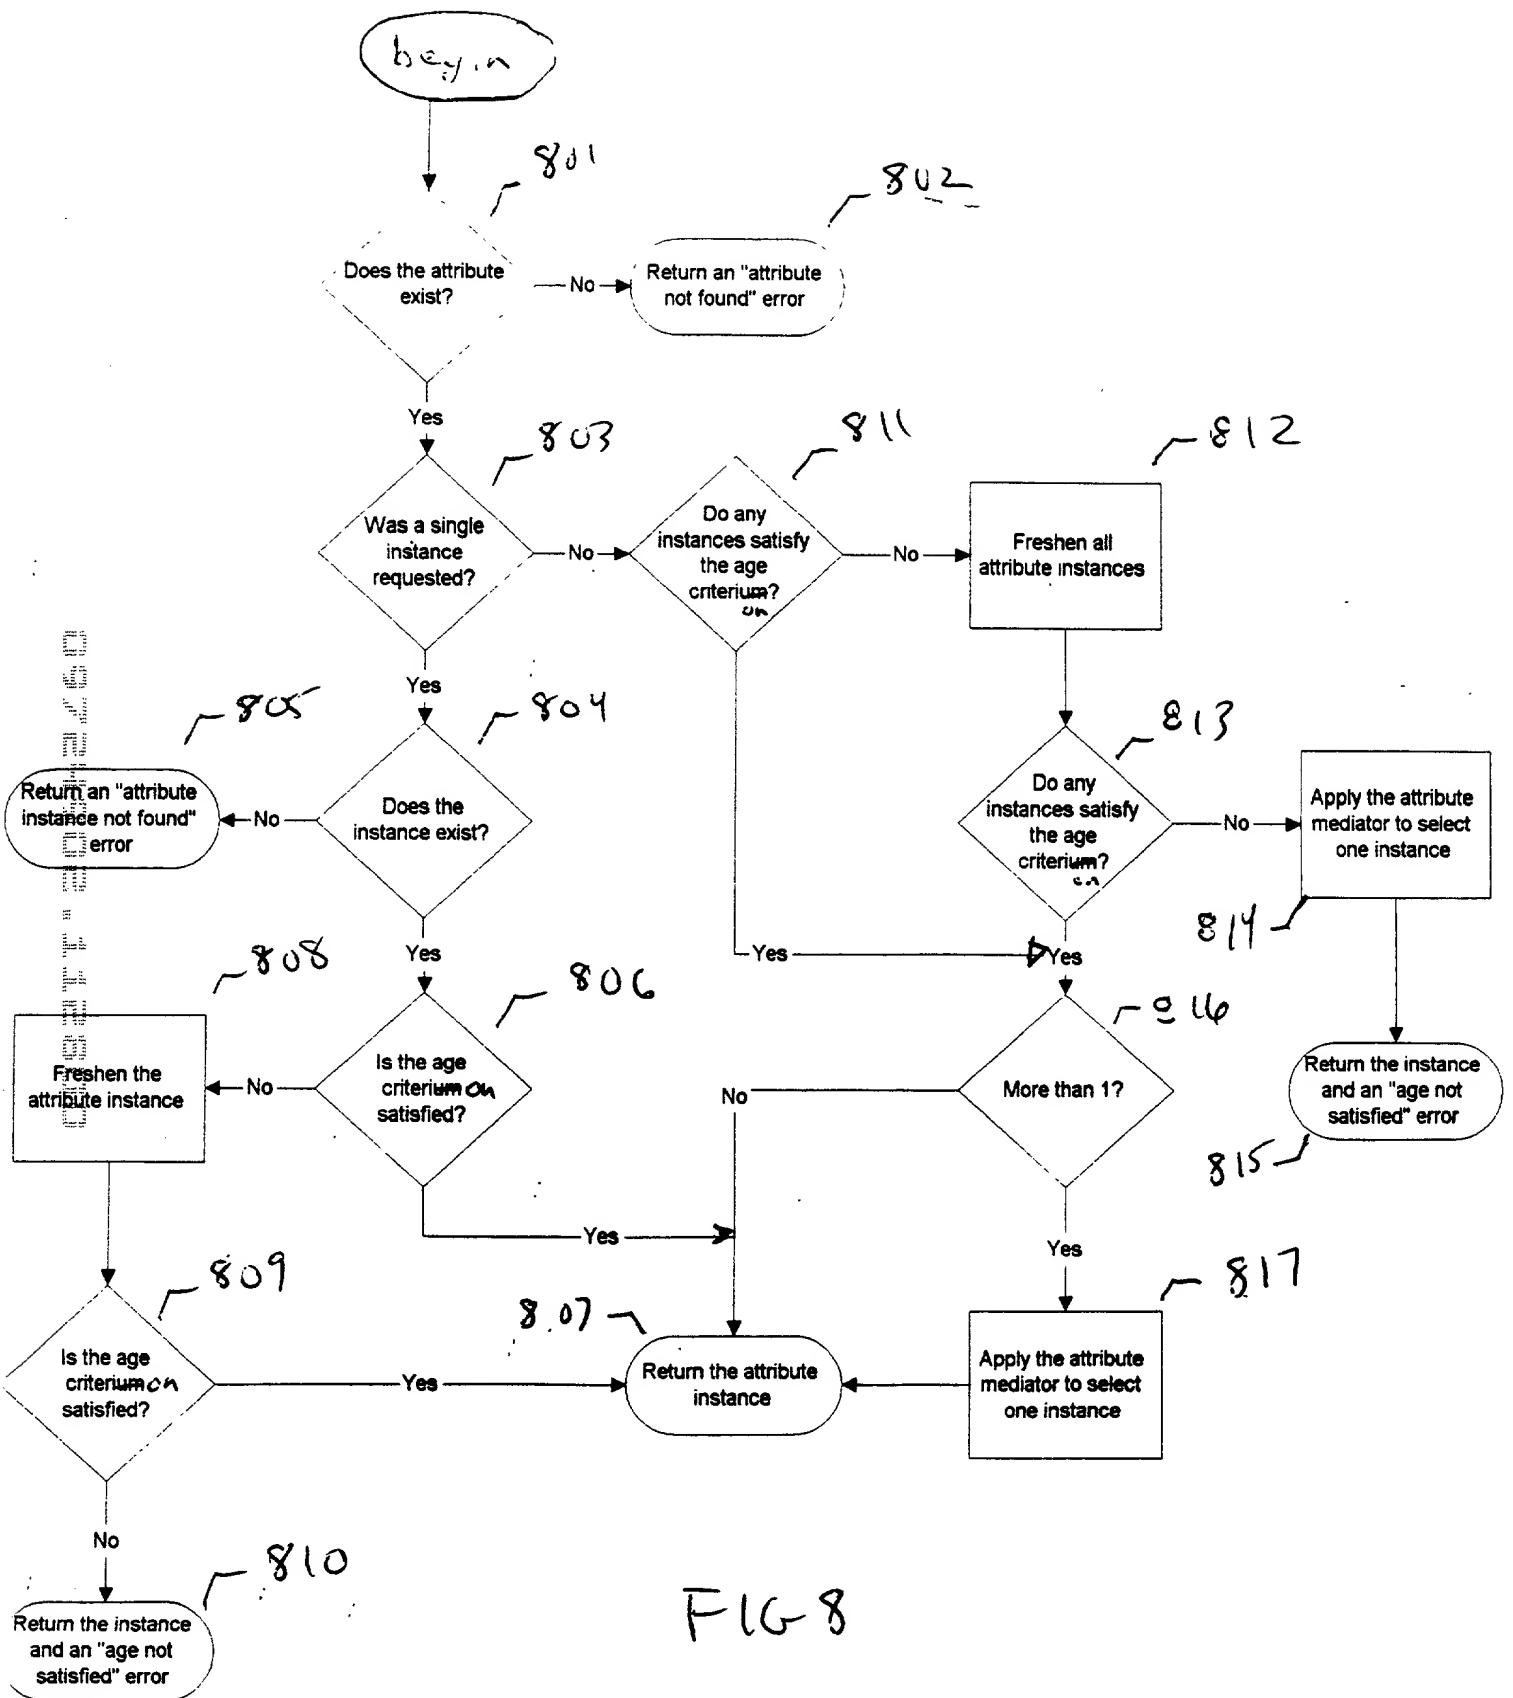 begin
801
802
Does the attribute
exist?
No
Return an "attribute
not found" error
Yes
803
811
812
Was a single
instance
requested?
No
Do any
instances satisfy
the age
criterium?
on
No
Freshen all
attribute instances
Yes
805
804
813
Return an "attribute
instance not found"
error
No
Does the
instance exist?
Do any
instances satisfy
the age
criterium?
on
No
Apply the attribute
mediator to select
one instance
814
Yes
Yes
Yes
808
806
816
Freshen the
attribute instance
No
Is the age
criterium on
satisfied?
No
More than 1?
Return the instance
and an "age not
satisfied" error
815
Yes
Yes
809
807
817
Is the age
criterium on
satisfied?
Yes
Return the attribute
instance
Apply the attribute
mediator to select
one instance
No
810
Return the instance
and an "age not
satisfied" error
FIG 8